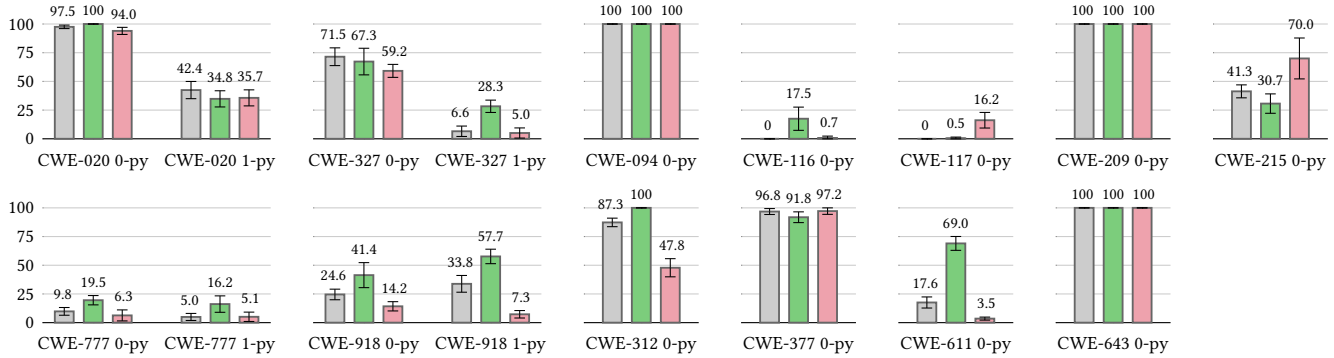 97.5 100 94.0 42.4 34.8 35.7 71.5 67.3 59.2 6.6 28.3 5.0 100 100 100 0 17.5 0.7 0 0.5 16.2 100 100 100 41.3 30.7 70.0
100
75
50
25
0
CWE-020 0-py CWE-020 1-py CWE-327 0-py CWE-327 1-py CWE-094 0-py CWE-116 0-py CWE-117 0-py CWE-209 0-py CWE-215 0-py
9.8 19.5 6.3 5.0 16.2 5.1 24.6 41.4 14.2 33.8 57.7 7.3 87.3 100 47.8 96.8 91.8 97.2 17.6 69.0 3.5 100 100 100
100
75
50
25
0
CWE-777 0-py CWE-777 1-py CWE-918 0-py CWE-918 1-py CWE-312 0-py CWE-377 0-py CWE-611 0-py CWE-643 0-py